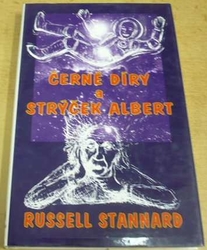 ČERNÉ DÍRY
a
STRÝČEK ALBERT
RUSSELL STANNARD